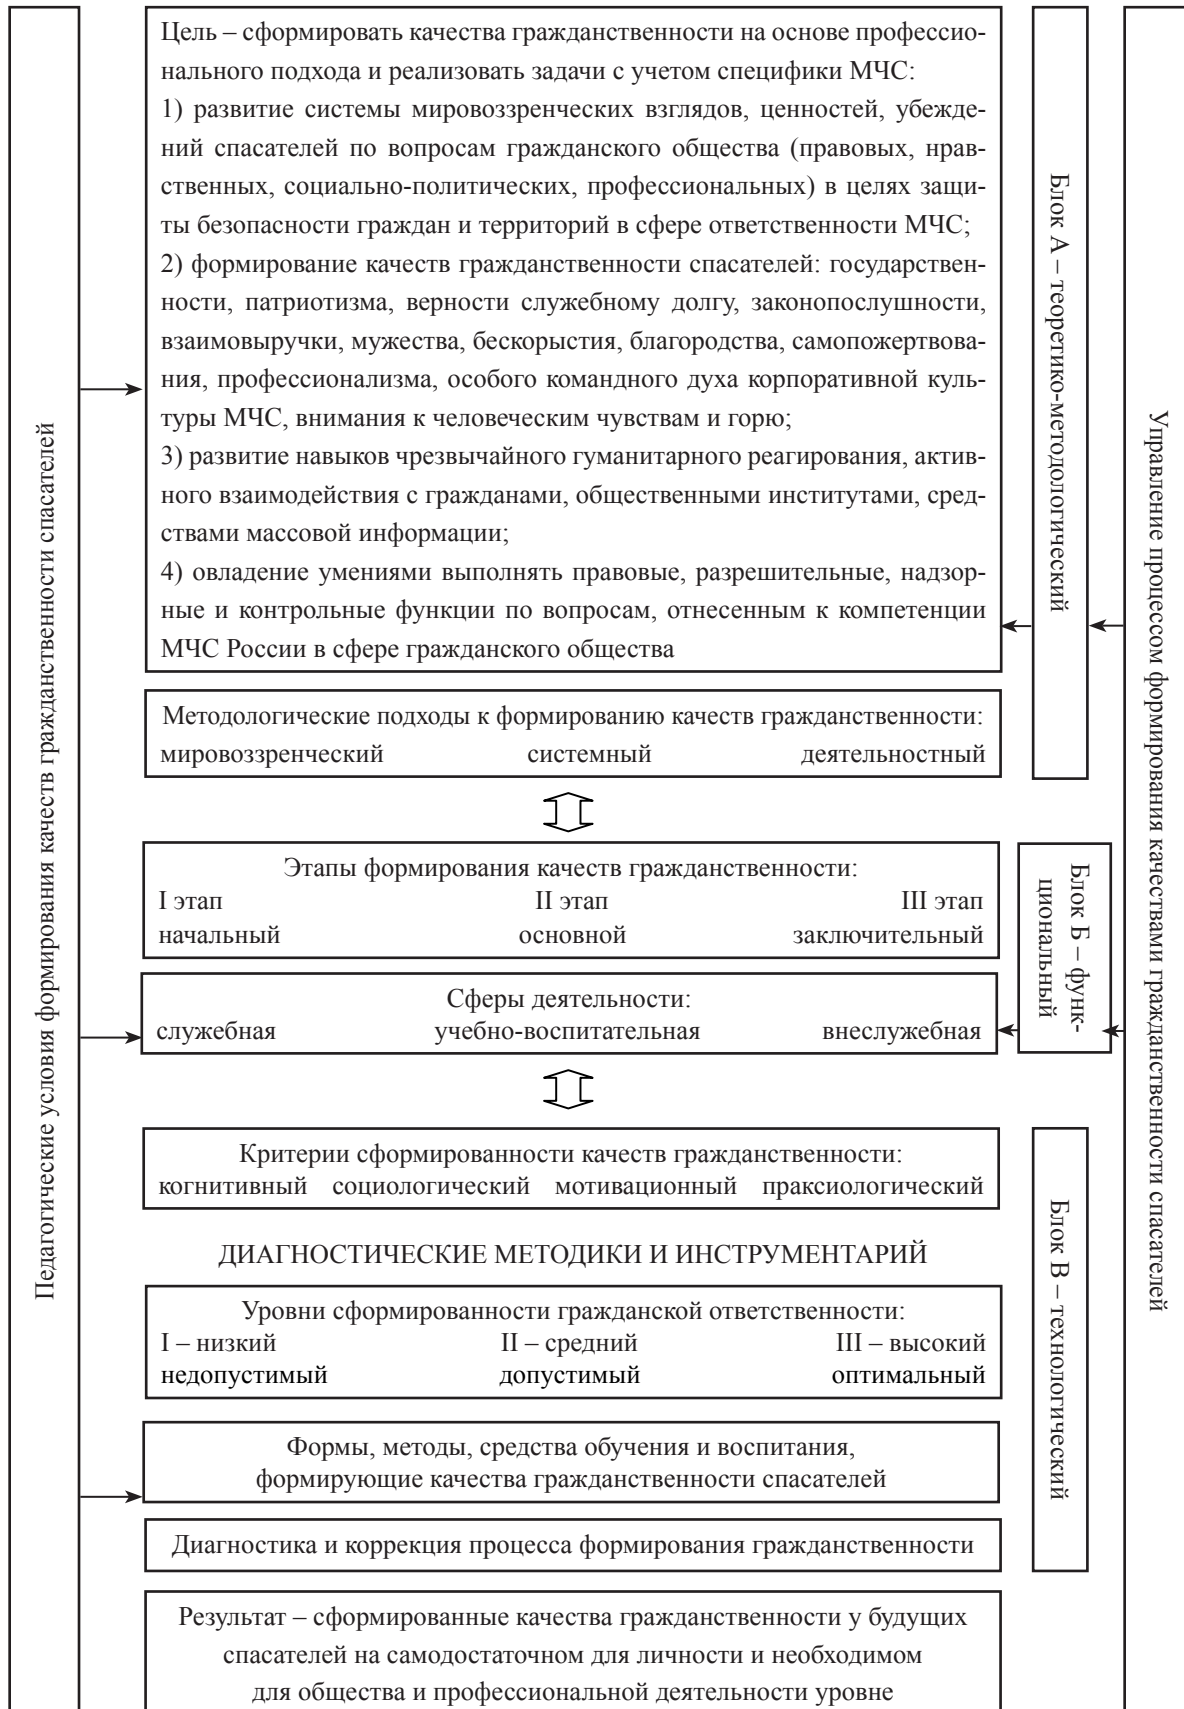 Педагогические условия формирования качеств гражданственности спасателей
Цель – сформировать качества гражданственности на основе профессио-
нального подхода и реализовать задачи с учетом специфики МЧС:
1) развитие системы мировоззренческих взглядов, ценностей, убежде-
ний спасателей по вопросам гражданского общества (правовых, нрав-
ственных, социально-политических, профессиональных) в целях защи-
ты безопасности граждан и территорий в сфере ответственности МЧС;
2) формирование качеств гражданственности спасателей: государствен-
ности, патриотизма, верности служебному долгу, законопослушности,
взаимовыручки, мужества, бескорыстия, благородства, самопожертвова-
ния, профессионализма, особого командного духа корпоративной куль-
туры МЧС, внимания к человеческим чувствам и горю;
3) развитие навыков чрезвычайного гуманитарного реагирования, актив-
ного взаимодействия с гражданами, общественными институтами, сред-
ствами массовой информации;
4) овладение умениями выполнять правовые, разрешительные, надзор-
ные и контрольные функции по вопросам, отнесенным к компетенции
МЧС России в сфере гражданского общества
Методологические подходы к формированию качеств гражданственности:
мировоззренческий системный деятельностный
Блок А – теоретико-методологический
Этапы формирования качеств гражданственности:
I этап II этап III этап
начальный основной заключительный
Сферы деятельности:
служебная учебно-воспитательная внеслужебная
Блок Б – функ-
циональный
Критерии сформированности качеств гражданственности:
когнитивный социологический мотивационный праксиологический
ДИАГНОСТИЧЕСКИЕ МЕТОДИКИ И ИНСТРУМЕНТАРИЙ
Уровни сформированности гражданской ответственности:
I – низкий II – средний III – высокий
недопустимый допустимый оптимальный
Формы, методы, средства обучения и воспитания,
формирующие качества гражданственности спасателей
Диагностика и коррекция процесса формирования гражданственности
Блок В – технологический
Результат – сформированные качества гражданственности у будущих
спасателей на самодостаточном для личности и необходимом
для общества и профессиональной деятельности уровне
Управление процессом формирования качествами гражданственности спасателей